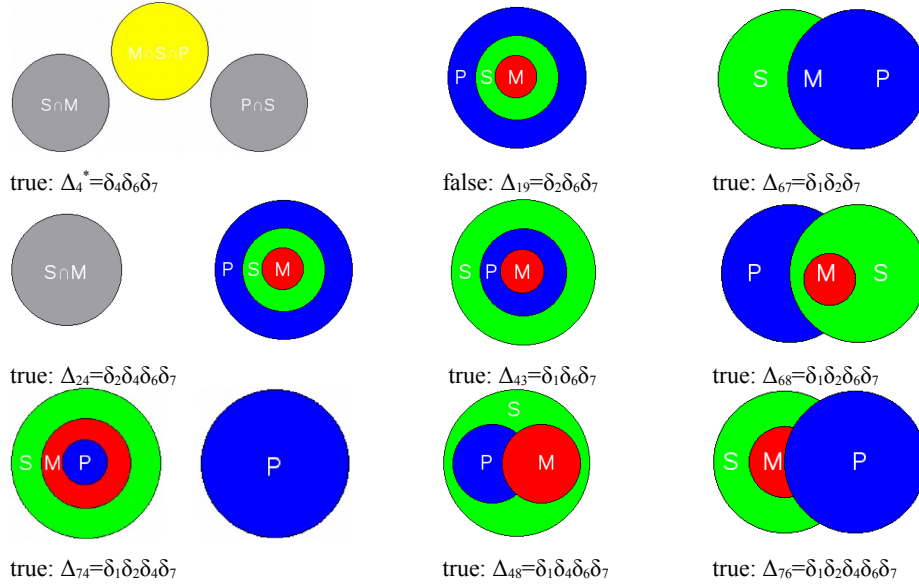 M∩S∩P
S∩M P∩S
P S M
S M P
true: Δ₄*=δ₄δ₆δ₇ false: Δ₁₉=δ₂δ₆δ₇ true: Δ₆₇=δ₁δ₂δ₇
S∩M
P S M
S P M
P M S
true: Δ₂₄=δ₂δ₄δ₆δ₇ true: Δ₄₃=δ₁δ₆δ₇ true: Δ₆₈=δ₁δ₂δ₆δ₇
S M P
P
S
P M
S M P
true: Δ₇₄=δ₁δ₂δ₄δ₇ true: Δ₄₈=δ₁δ₄δ₆δ₇ true: Δ₇₆=δ₁δ₂δ₄δ₆δ₇